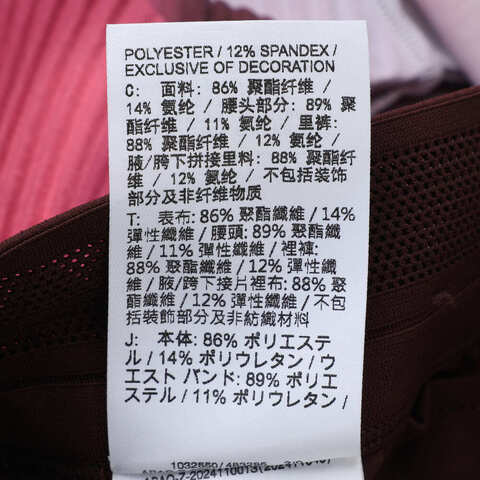 POLYESTER / 12% SPANDEX /
EXCLUSIVE OF DECORATION
C: 面料: 86% 聚酯纤维 /
14% 氨纶 / 腰头部分: 89% 聚
酯纤维 / 11% 氨纶 / 里裤:
88% 聚酯纤维 / 12% 氨纶 /
腋/跨下拼接里料: 88% 聚酯纤
维 / 12% 氨纶 / 不包括装饰
部分及非纤维物质
T: 表布: 86% 聚酯纖維 / 14%
彈性纖維 / 腰頭: 89% 聚酯纖維
/ 11% 彈性纖維 / 裡褲:
88% 聚酯纖維 / 12% 彈性纖
維 / 腋/跨下接片裡布: 88% 聚
酯纖維 / 12% 彈性纖維 / 不包
括裝飾部分及非紡織材料
J: 本体: 86% ポリエステ
ル / 14% ポリウレタン / ウ
エスト バンド: 89% ポリエ
ステル / 11% ポリウレタン /